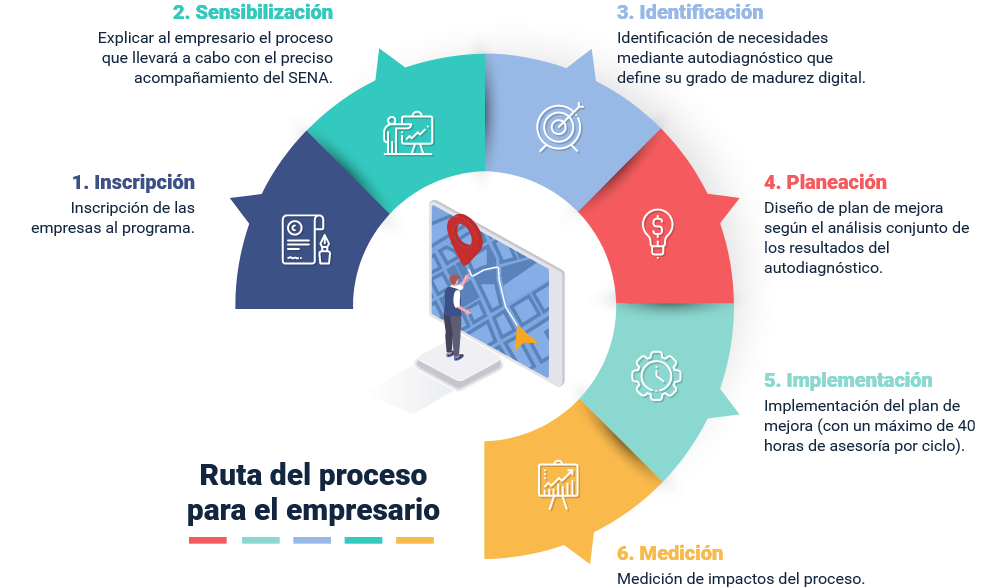 1. Inscripción
Inscripción de las
empresas al programa.
2. Sensibilización
Explicar al empresario el proceso
que llevará a cabo con el preciso
acompañamiento del SENA.
3. Identificación
Identificación de necesidades
mediante autodiagnóstico que
define su grado de madurez digital.
4. Planeación
Diseño de plan de mejora
según el análisis conjunto de
los resultados del
autodiagnóstico.
5. Implementación
Implementación del plan de
mejora (con un máximo de 40
horas de asesoría por ciclo).
6. Medición
Medición de impactos del proceso.
Ruta del proceso
para el empresario